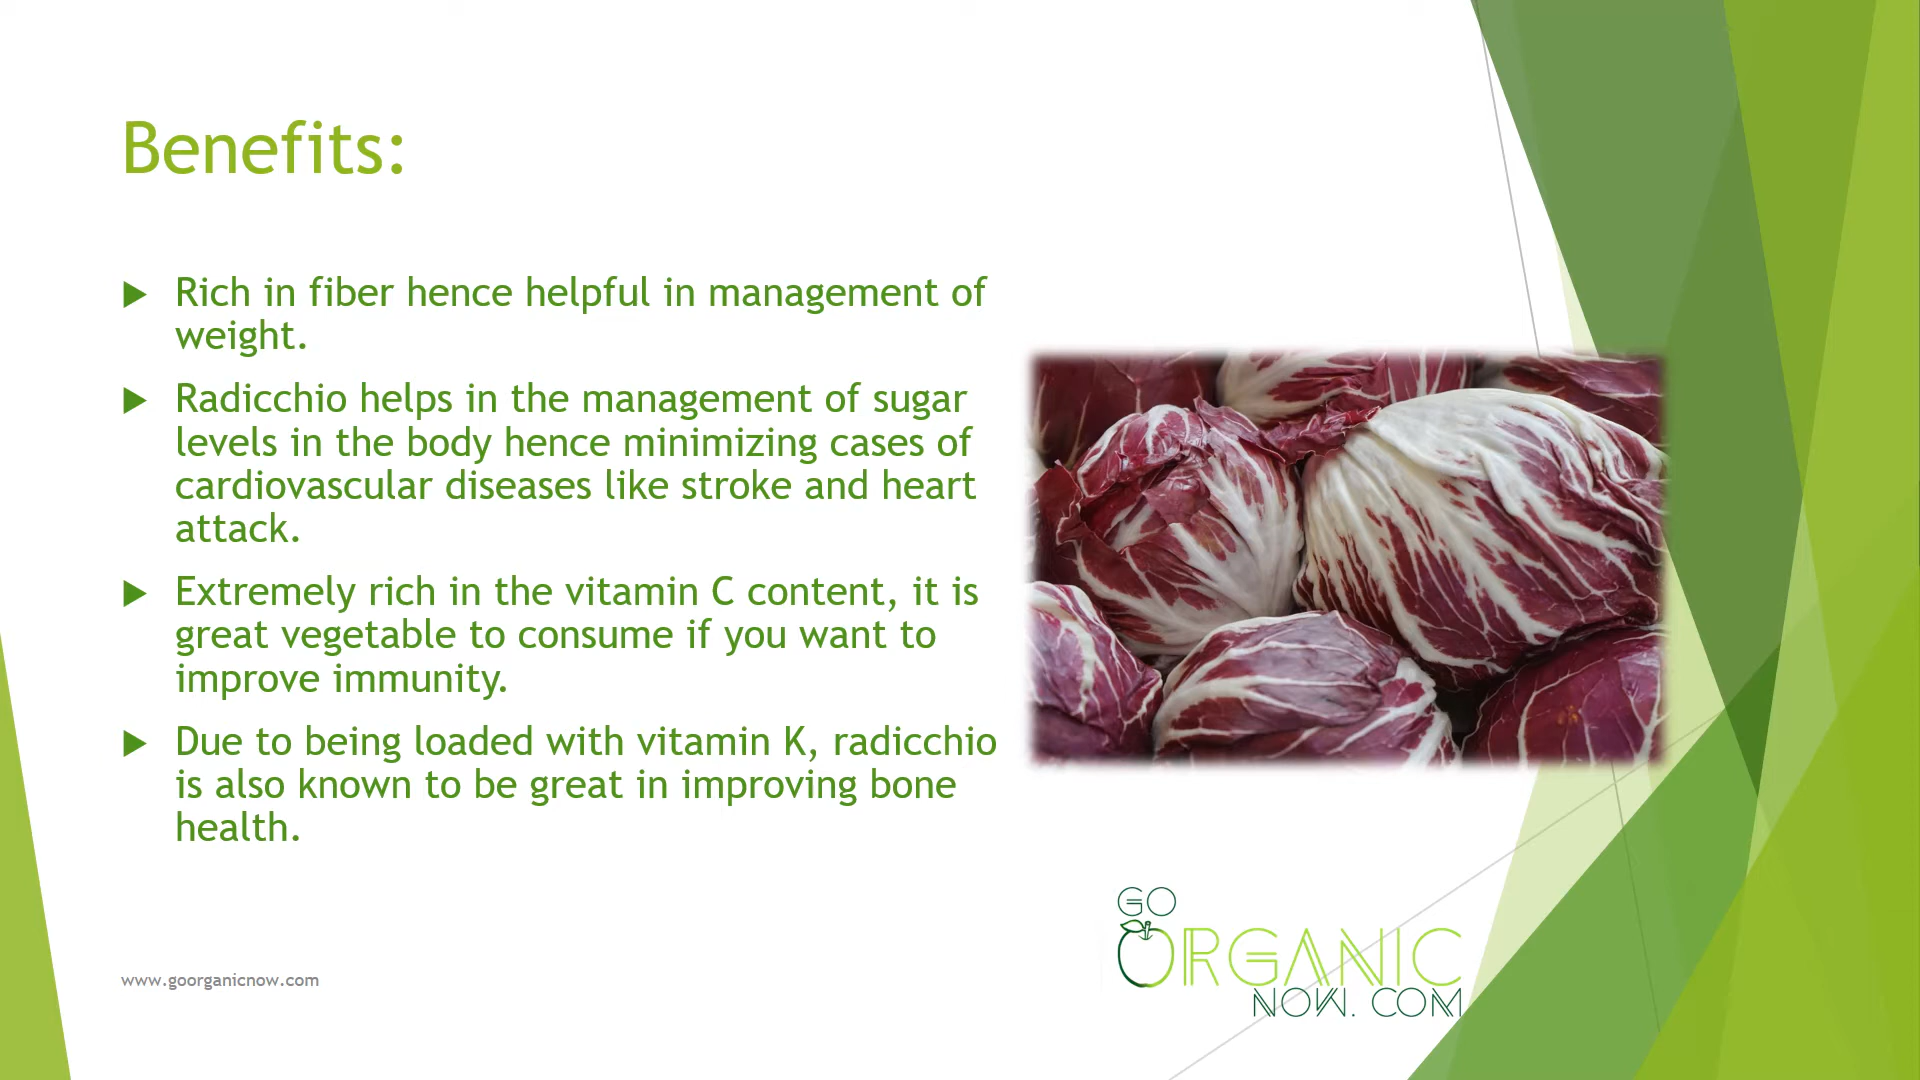 Benefits:
Rich in fiber hence helpful in management of
weight.
Radicchio helps in the management of sugar
levels in the body hence minimizing cases of
cardiovascular diseases like stroke and heart
attack.
Extremely rich in the vitamin C content, it is
great vegetable to consume if you want to
improve immunity.
Due to being loaded with vitamin K, radicchio
is also known to be great in improving bone
health.
www.goorganicnow.com
GO
ORGANIC
NOW. COM